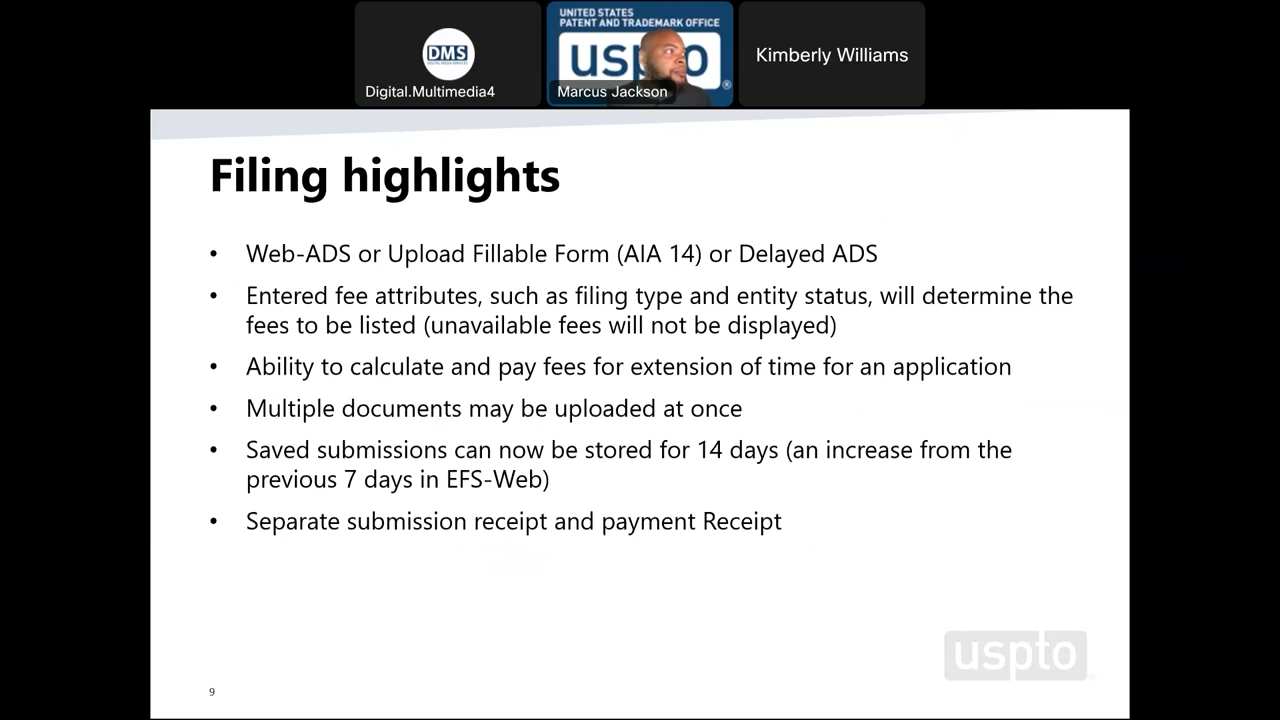 UNITED STATES
PATENT AND TRADEMARK OFFICE
DMS
uspto
®
Digital.Multimedia4
Marcus Jackson
Kimberly Williams
Filing highlights
• Web-ADS or Upload Fillable Form (AIA 14) or Delayed ADS
• Entered fee attributes, such as filing type and entity status, will determine the
fees to be listed (unavailable fees will not be displayed)
• Ability to calculate and pay fees for extension of time for an application
• Multiple documents may be uploaded at once
• Saved submissions can now be stored for 14 days (an increase from the
previous 7 days in EFS-Web)
• Separate submission receipt and payment Receipt
uspto
®
9